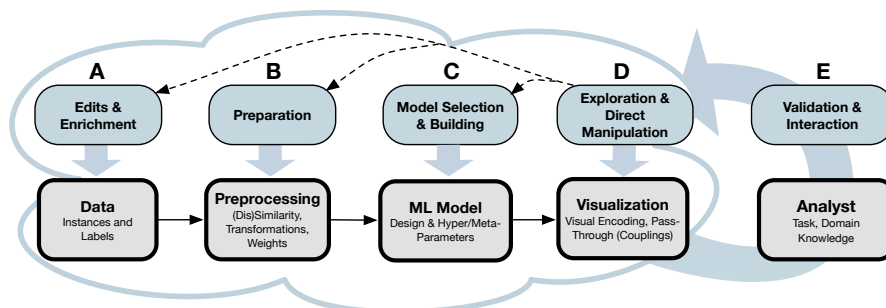 A
B
C
D
E
Edits &
Enrichment
Preparation
Model Selection
& Building
Exploration &
Direct
Manipulation
Validation &
Interaction
Data
Instances and
Labels
Preprocessing
(Dis)Similarity,
Transformations,
Weights
ML Model
Design & Hyper/Meta-
Parameters
Visualization
Visual Encoding, Pass-
Through (Couplings)
Analyst
Task, Domain
Knowledge